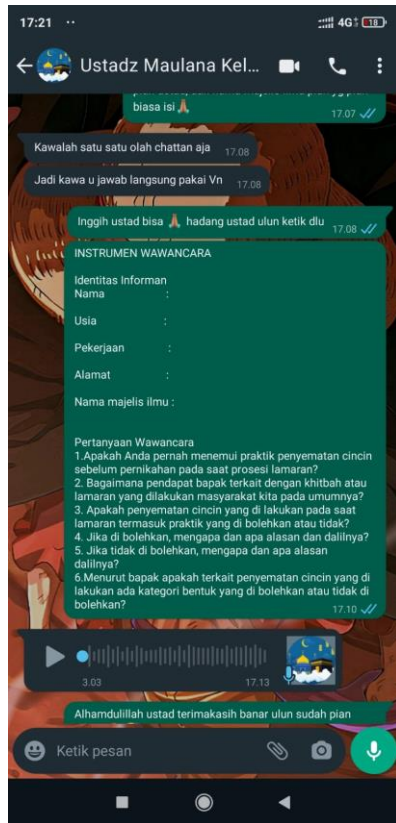 17:21 ..
4G 18
Ustadz Maulana Kel...
biasa isi 🙏🏽
17.07
Kawalah satu satu olah chattan aja 17.08
Jadi kawa u jawab langsung pakai Vn 17.08
Inggih ustad bisa 🙏🏽 hadang ustad ulun ketik dlu 17.08
INSTRUMEN WAWANCARA
Identitas Informan
Nama :
Usia :
Pekerjaan :
Alamat :
Nama majelis ilmu :
Pertanyaan Wawancara
1.Apakah Anda pernah menemui praktik penyematan cincin
sebelum pernikahan pada saat prosesi lamaran?
2. Bagaimana pendapat bapak terkait dengan khitbah atau
lamaran yang dilakukan masyarakat kita pada umumnya?
3. Apakah penyematan cincin yang di lakukan pada saat
lamaran termasuk praktik yang di bolehkan atau tidak?
4. Jika di bolehkan, mengapa dan apa alasan dan dalilnya?
5. Jika tidak di bolehkan, mengapa dan apa alasan
dalilnya?
6.Menurut bapak apakah terkait penyematan cincin yang di
lakukan ada kategori bentuk yang di bolehkan atau tidak di
bolehkan?
17.10
3.03 17.13
Alhamdulillah ustad terimakasih banar ulun sudah pian
Ketik pesan